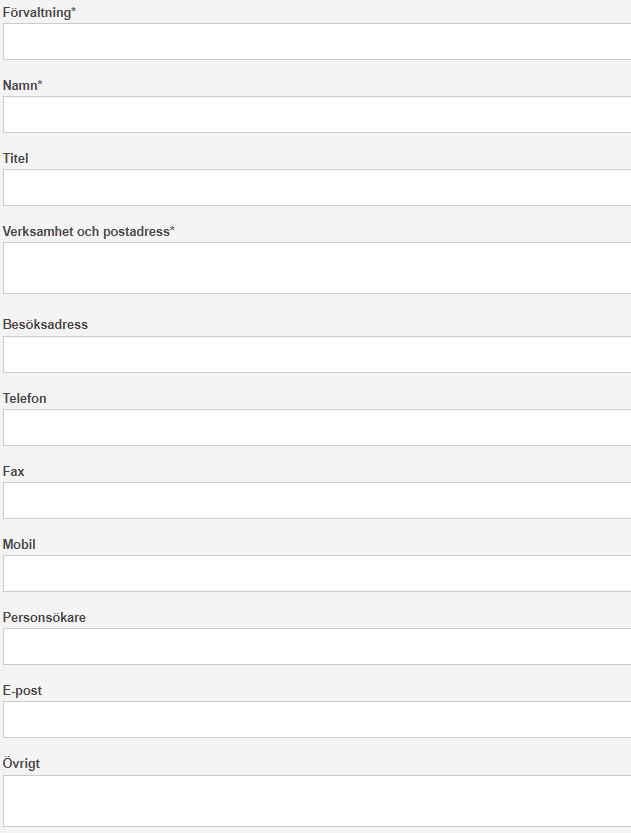 Förvaltning*
Namn*
Titel
Verksamhet och postadress*
Besöksadress
Telefon
Fax
Mobil
Personsökare
E-post
Övrigt